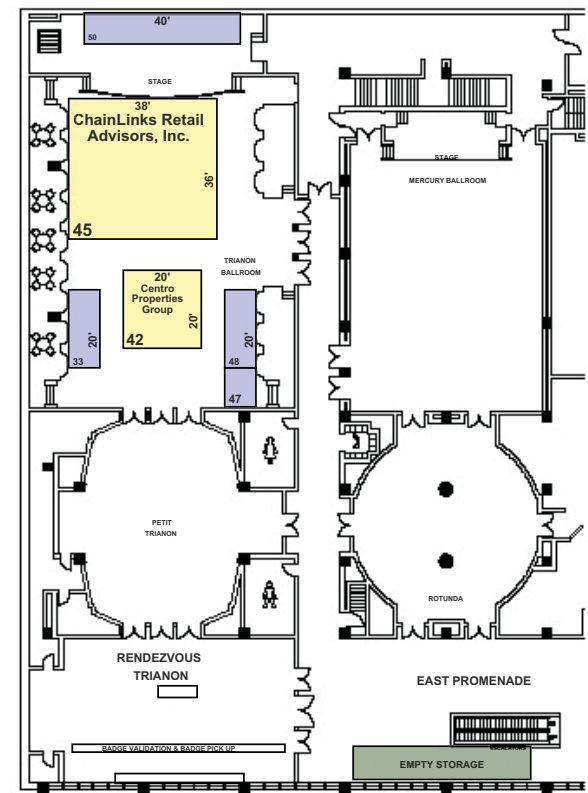 40'
50
STAGE
38'
ChainLinks Retail
Advisors, Inc.
36'
45
STAGE
MERCURY BALLROOM
TRIANON
BALLROOM
20'
Centro
Properties
Group
20'
42
20'
33
20'
48
47
PETIT
TRIANON
ROTUNDA
RENDEZVOUS
TRIANON
EAST PROMENADE
BADGE VALIDATION & BADGE PICK UP
ESCALATORS
EMPTY STORAGE